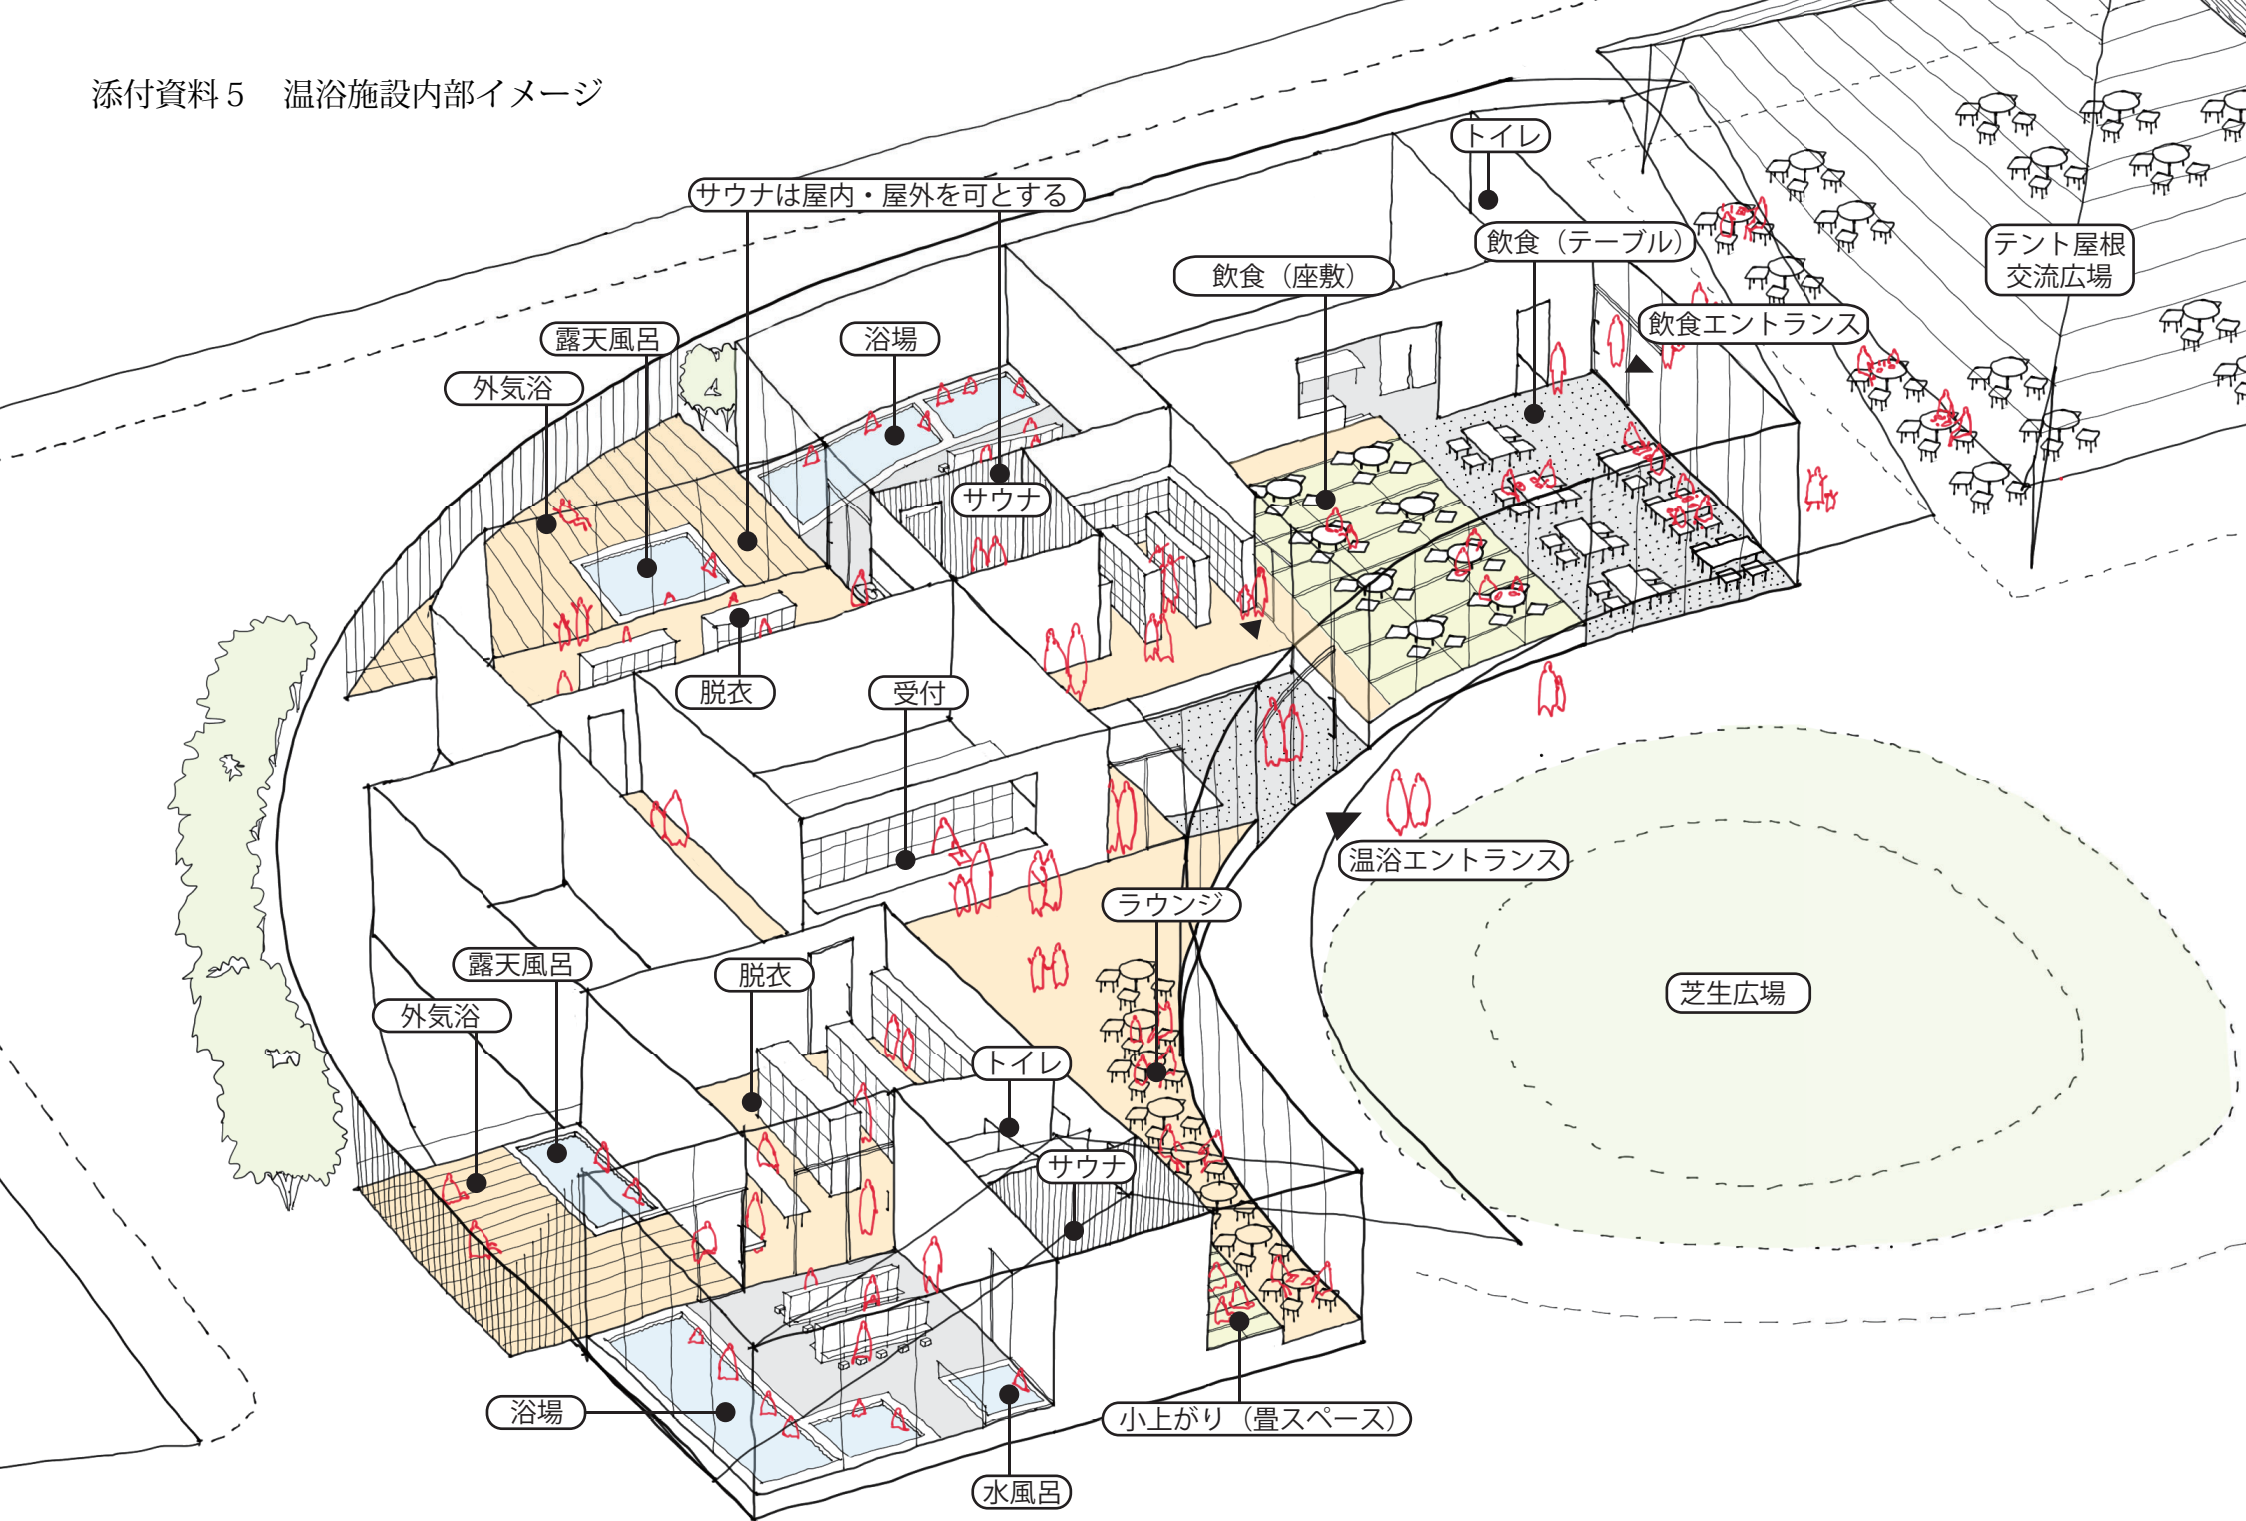 添付資料５　温浴施設内部イメージ
トイレ
サウナは屋内・屋外を可とする
飲食（テーブル）
テント屋根
交流広場
飲食（座敷）
飲食エントランス
露天風呂
浴場
外気浴
サウナ
脱衣
受付
温浴エントランス
ラウンジ
露天風呂
脱衣
芝生広場
外気浴
トイレ
サウナ
浴場
小上がり（畳スペース）
水風呂